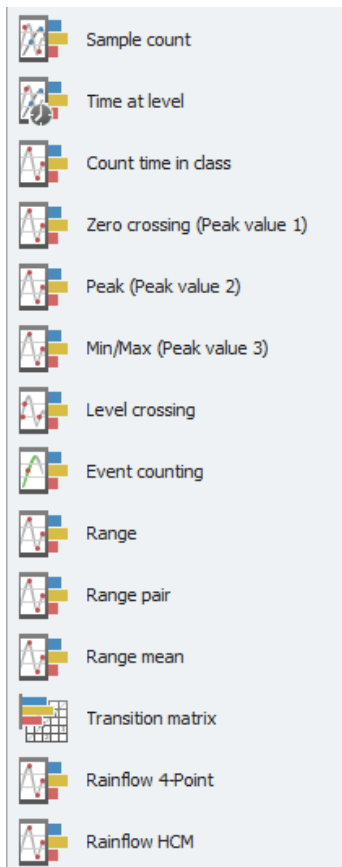 Sample count
Time at level
Count time in class
Zero crossing (Peak value 1)
Peak (Peak value 2)
Min/Max (Peak value 3)
Level crossing
Event counting
Range
Range pair
Range mean
Transition matrix
Rainflow 4-Point
Rainflow HCM